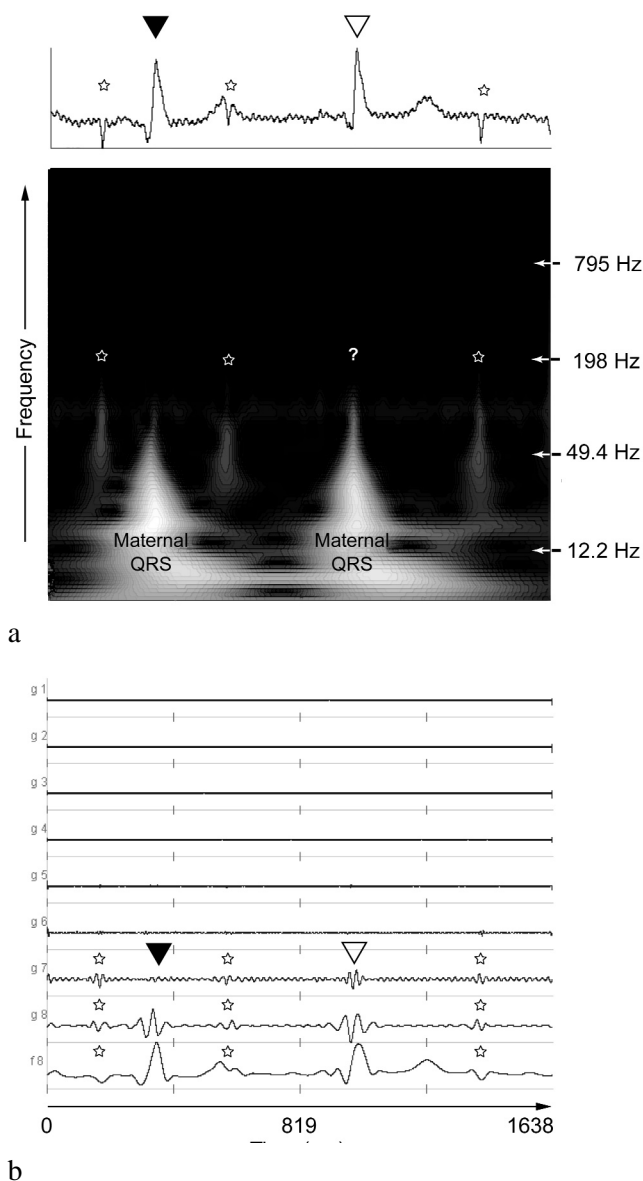 795 Hz
?
198 Hz
Frequency
49.4 Hz
Maternal QRS
Maternal QRS
12.2 Hz
a
g 1
g 2
g 3
g 4
g 5
g 6
g 7
g 8
f 8
0 819 1638
b